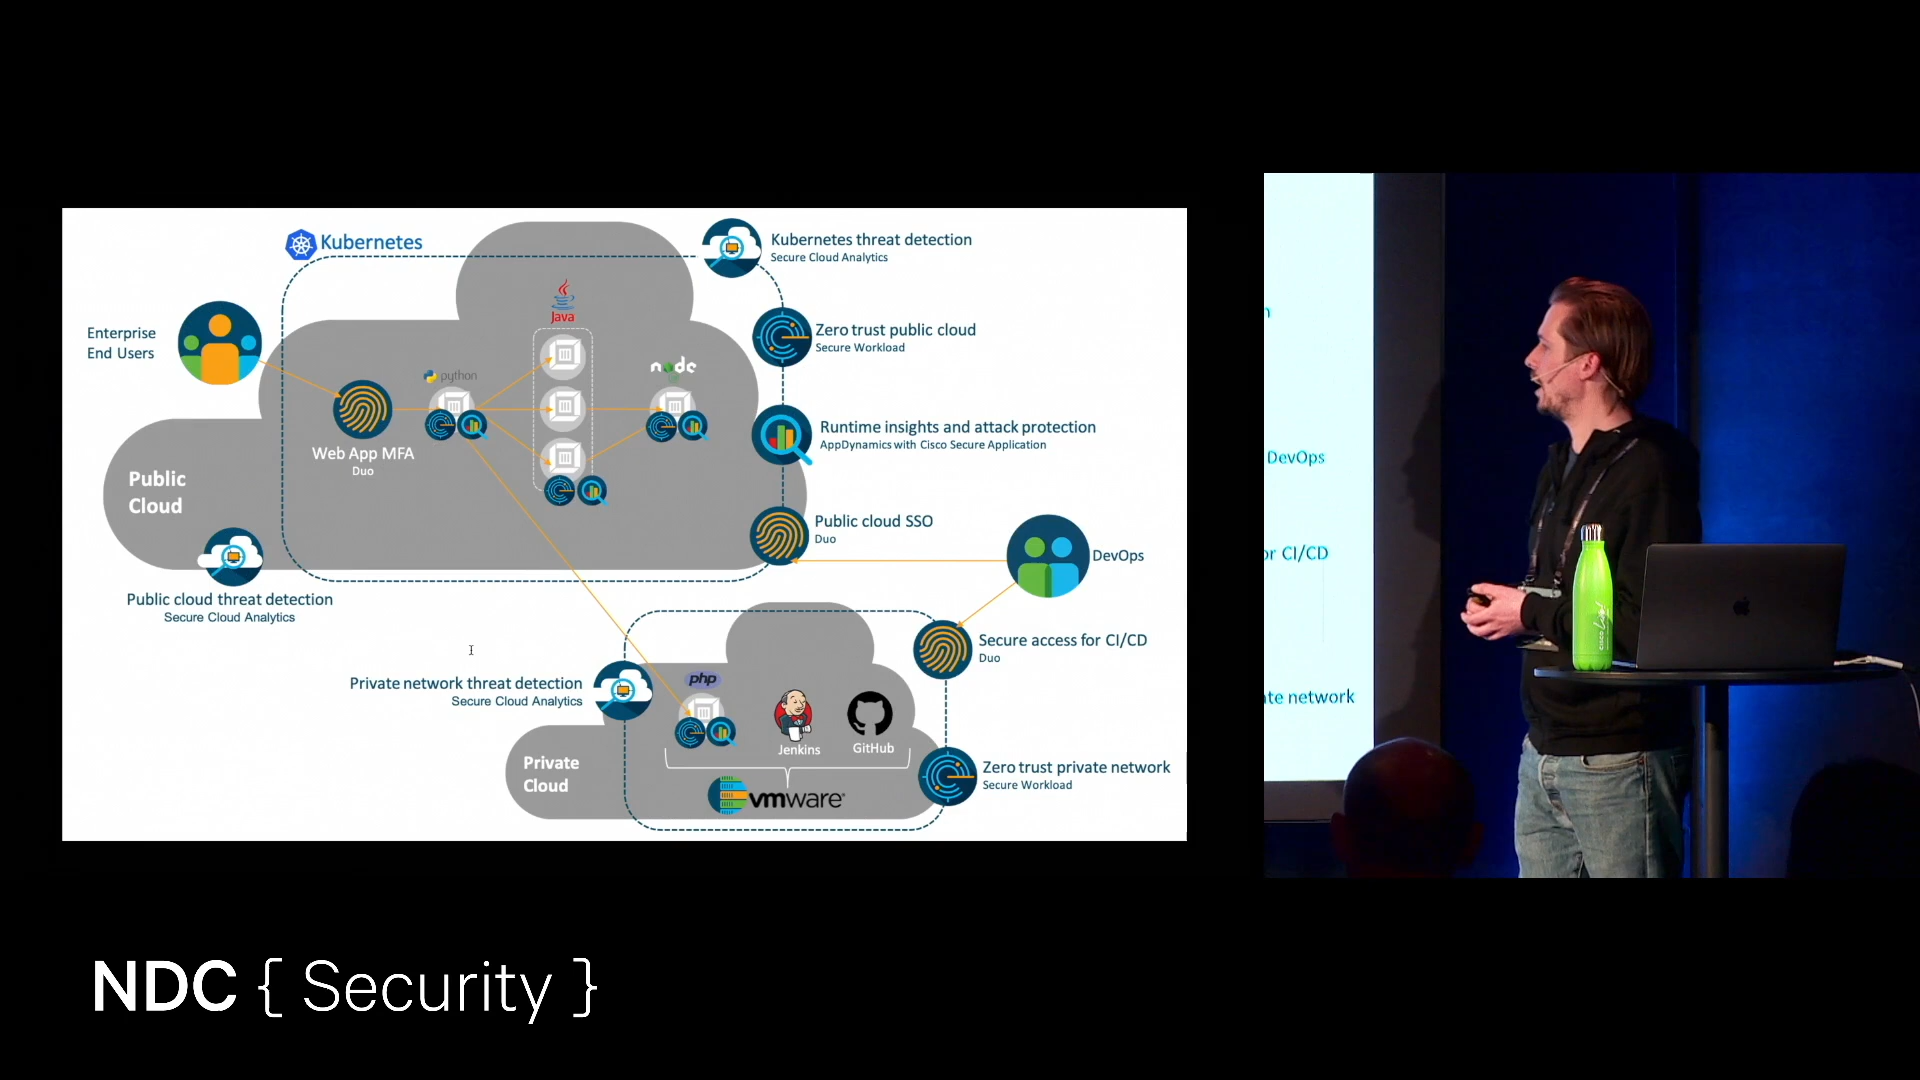 Kubernetes
Kubernetes threat detection
Secure Cloud Analytics
Enterprise
End Users
Java
Zero trust public cloud
Secure Workload
python
node
Web App MFA
Duo
Runtime insights and attack protection
AppDynamics with Cisco Secure Application
Public
Cloud
Public cloud SSO
Duo
DevOps
Public cloud threat detection
Secure Cloud Analytics
Secure access for CI/CD
Duo
Private network threat detection
Secure Cloud Analytics
php
Jenkins
GitHub
Private
Cloud
vmware
Zero trust private network
Secure Workload
n
DevOps
or CI/CD
te network
CISCO Live!
NDC { Security }